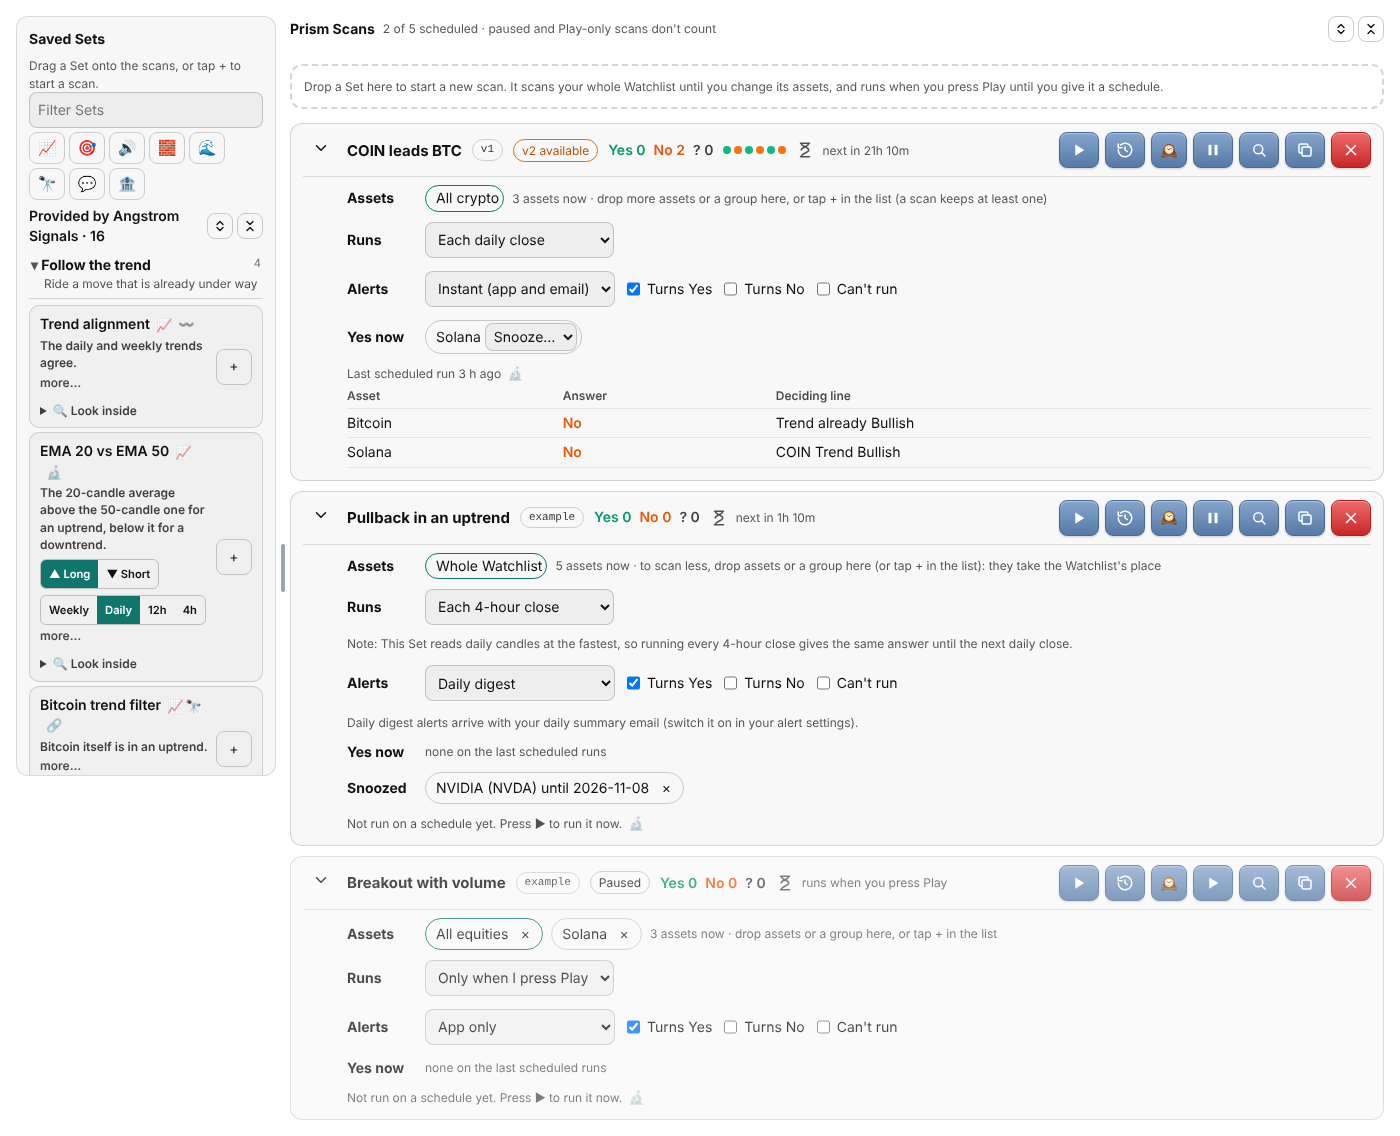 Saved Sets
Drag a Set onto the scans, or tap + to
start a scan.
Filter Sets
Provided by Angstrom
Signals · 16
▼ Follow the trend 4
Ride a move that is already under way
Trend alignment
The daily and weekly trends
agree.
more...
+
▶ Look inside
EMA 20 vs EMA 50
The 20-candle average
above the 50-candle one for
an uptrend, below it for a
downtrend.
+
▲ Long ▼ Short
Weekly Daily 12h 4h
more...
▶ Look inside
Bitcoin trend filter
Bitcoin itself is in an uptrend.
more...
+
Prism Scans 2 of 5 scheduled · paused and Play-only scans don't count
Drop a Set here to start a new scan. It scans your whole Watchlist until you change its assets, and runs when you press Play until you give it a schedule.
COIN leads BTC v1 v2 available Yes 0 No 2 ? 0 next in 21h 10m
Assets All crypto 3 assets now · drop more assets or a group here, or tap + in the list (a scan keeps at least one)
Runs Each daily close
Alerts Instant (app and email) Turns Yes Turns No Can't run
Yes now Solana Snooze...
Last scheduled run 3 h ago
Asset Answer Deciding line
Bitcoin No Trend already Bullish
Solana No COIN Trend Bullish
Pullback in an uptrend example Yes 0 No 0 ? 0 next in 1h 10m
Assets Whole Watchlist 5 assets now · to scan less, drop assets or a group here (or tap + in the list): they take the Watchlist's place
Runs Each 4-hour close
Note: This Set reads daily candles at the fastest, so running every 4-hour close gives the same answer until the next daily close.
Alerts Daily digest Turns Yes Turns No Can't run
Daily digest alerts arrive with your daily summary email (switch it on in your alert settings).
Yes now none on the last scheduled runs
Snoozed NVIDIA (NVDA) until 2026-11-08 ×
Not run on a schedule yet. Press ▶ to run it now.
Breakout with volume example Paused Yes 0 No 0 ? 0 runs when you press Play
Assets All equities × Solana × 3 assets now · drop assets or a group here, or tap + in the list
Runs Only when I press Play
Alerts App only Turns Yes Turns No Can't run
Yes now none on the last scheduled runs
Not run on a schedule yet. Press ▶ to run it now.